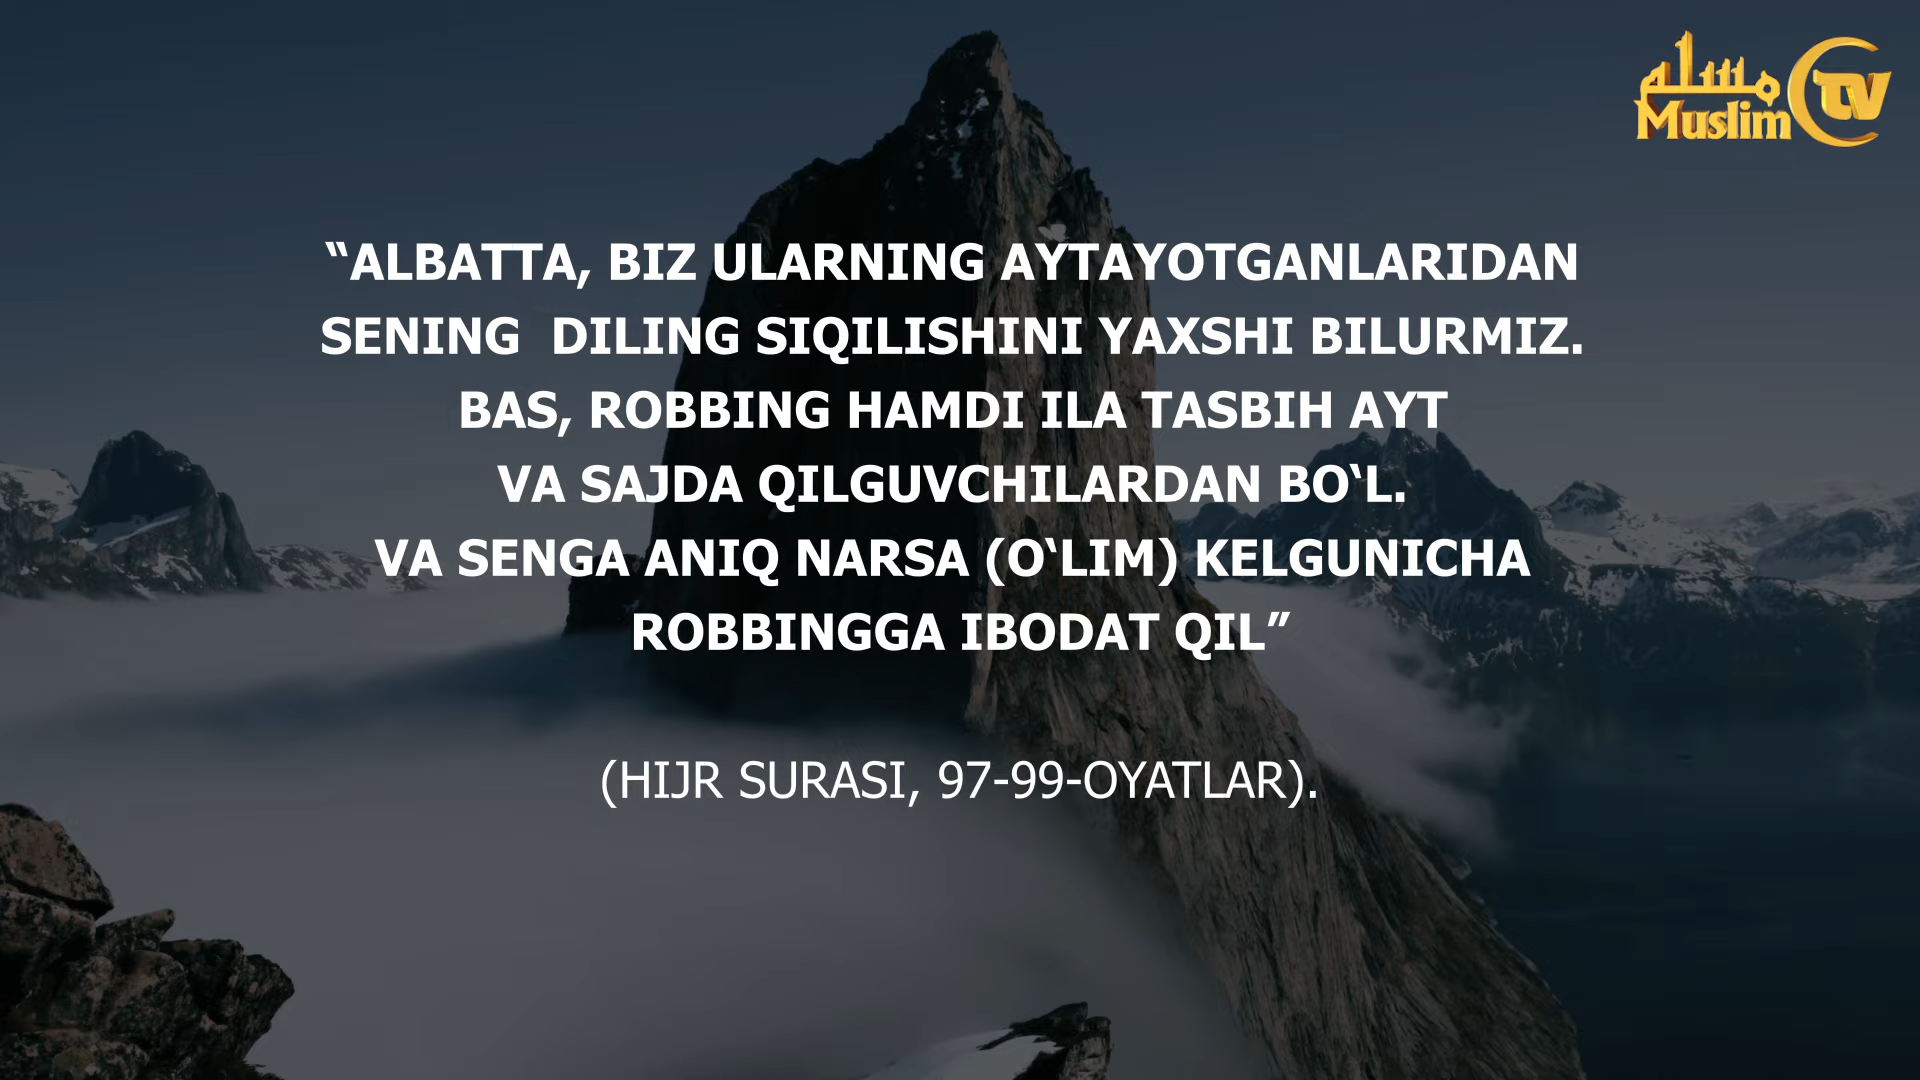 مسلم
Muslim TV
“ALBATTA, BIZ ULARNING AYTAYOTGANLARIDAN
SENING DILING SIQILISHINI YAXSHI BILURMIZ.
BAS, ROBBING HAMDI ILA TASBIH AYT
VA SAJDA QILGUVCHILARDAN BO‘L.
VA SENGA ANIQ NARSA (O‘LIM) KELGUNICHA
ROBBINGGA IBODAT QIL”
(HIJR SURASI, 97-99-OYATLAR).